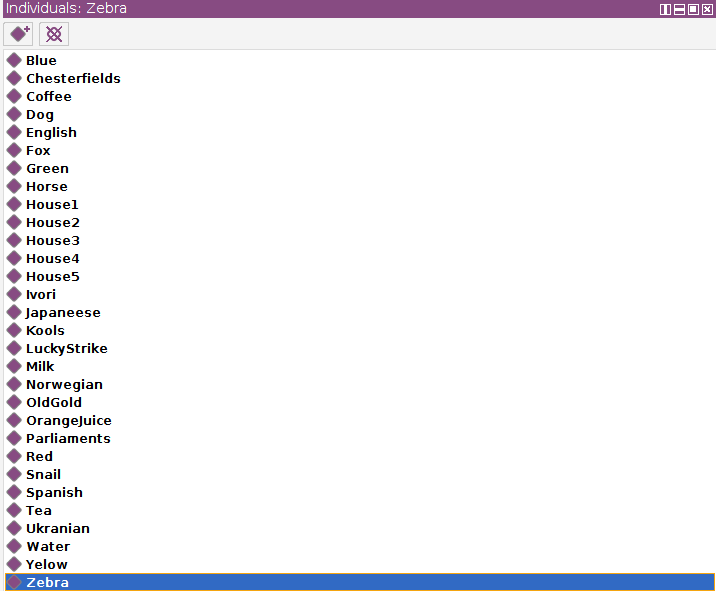 Individuals: Zebra
Blue
Chesterfields
Coffee
Dog
English
Fox
Green
Horse
House1
House2
House3
House4
House5
Ivori
Japaneese
Kools
LuckyStrike
Milk
Norwegian
OldGold
OrangeJuice
Parliaments
Red
Snail
Spanish
Tea
Ukranian
Water
Yelow
Zebra